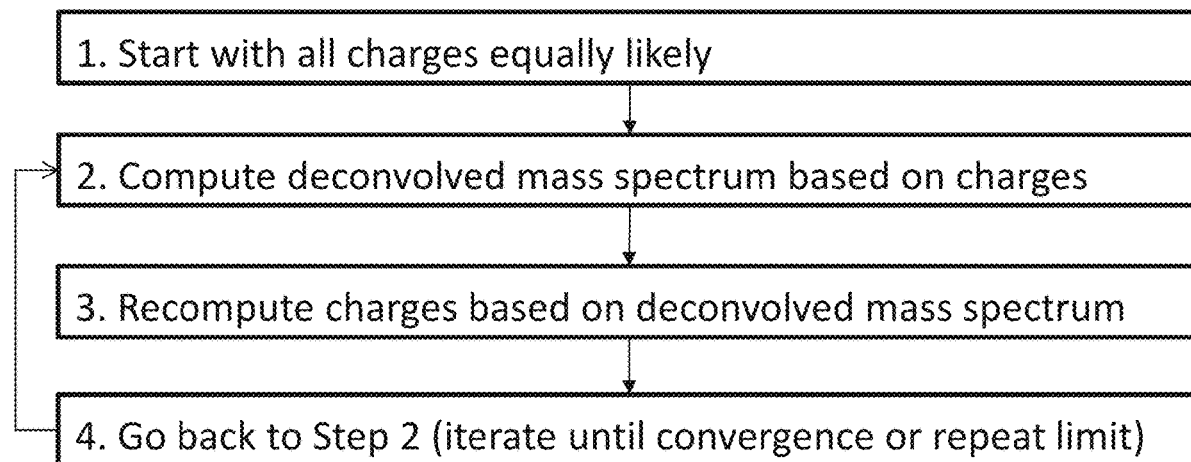 1. Start with all charges equally likely
2. Compute deconvolved mass spectrum based on charges
3. Recompute charges based on deconvolved mass spectrum
4. Go back to Step 2 (iterate until convergence or repeat limit)